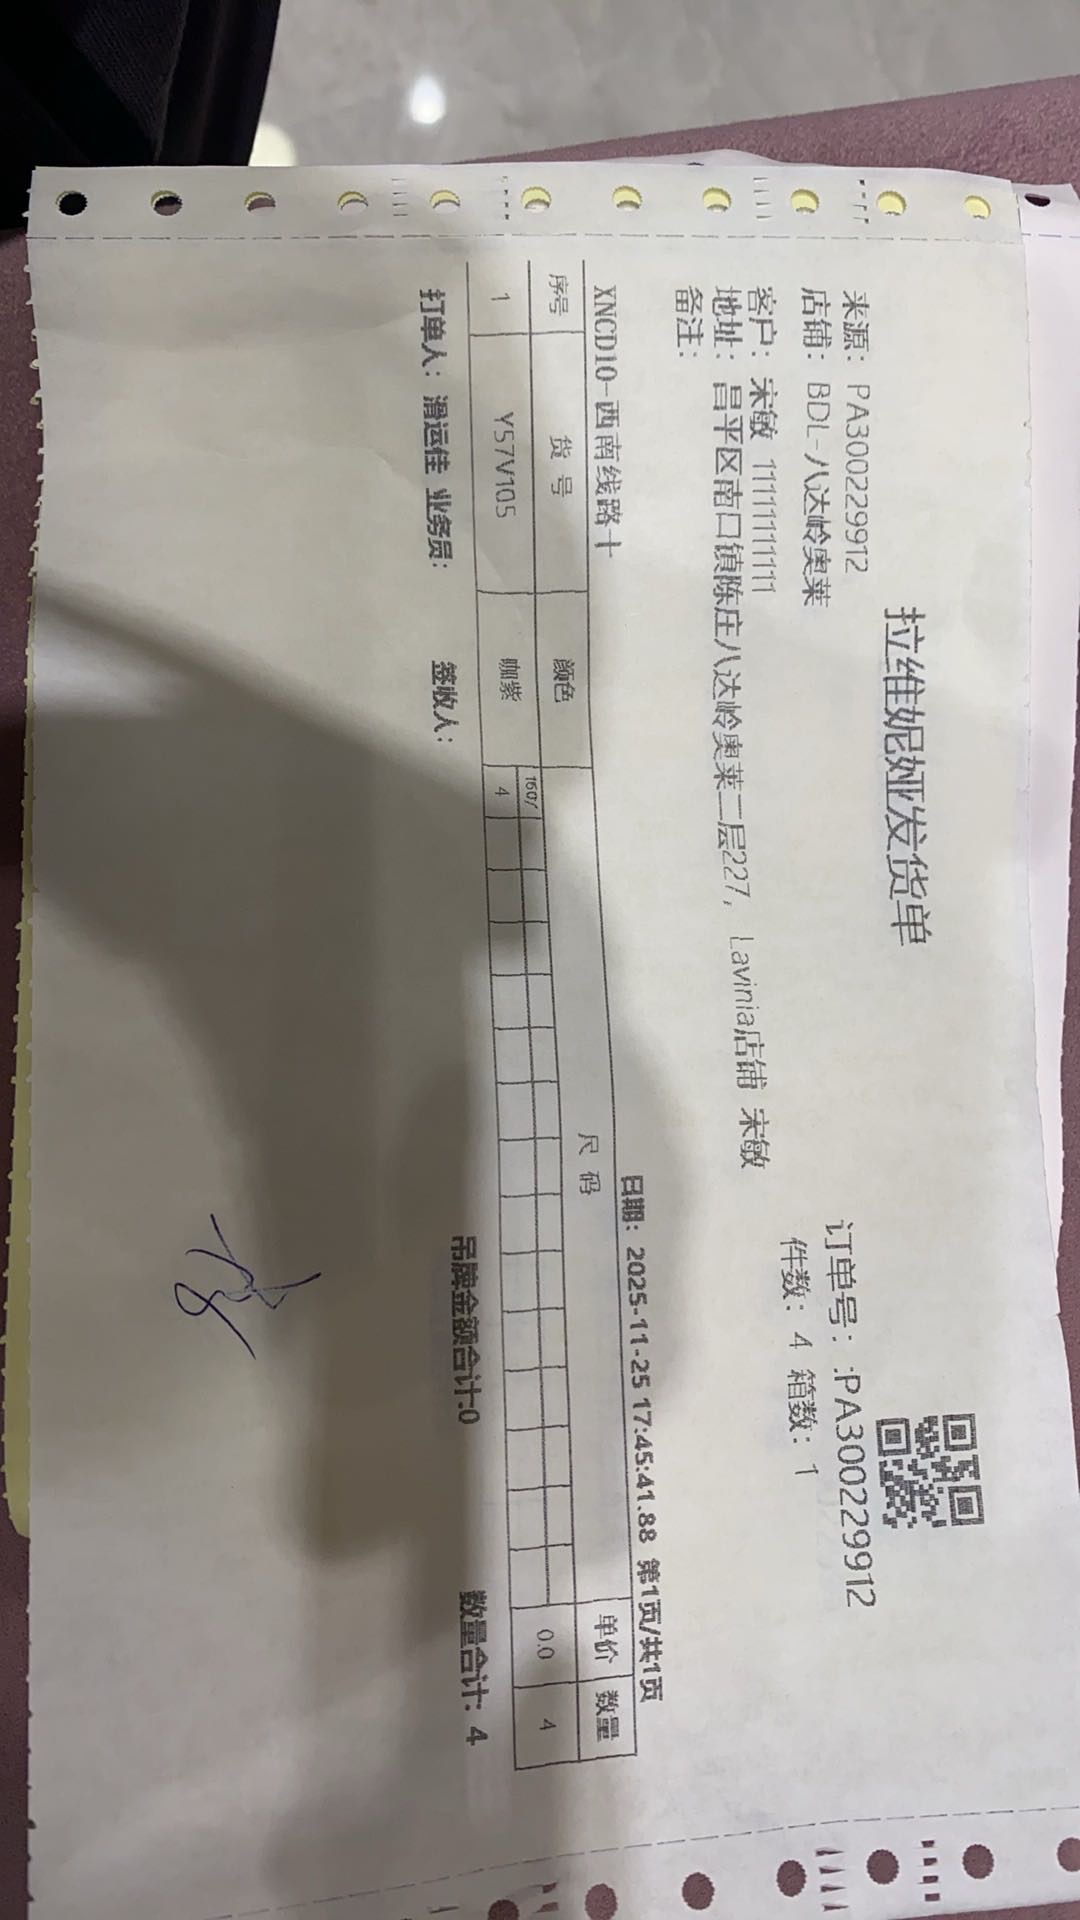 拉维妮娅发货单
来源：PA300229912
订单号：:PA300229912
店铺：BDL-八达岭奥莱
件数：4 箱数：1
客户：宋敏 11111111111
地址：昌平区南口镇陈庄八达岭奥莱二层227，Lavinia店铺 宋敏
备注：
XNCD10-西南线路十
日期：2025-11-25 17:45:41.88 第1页/共1页
序号 货号 颜色 尺码 单价 数量
160/
1 Y57V105 咖紫 4 0.0 4
打单人：滑运佳 业务员： 签收人： 吊牌金额合计:0 数量合计：4